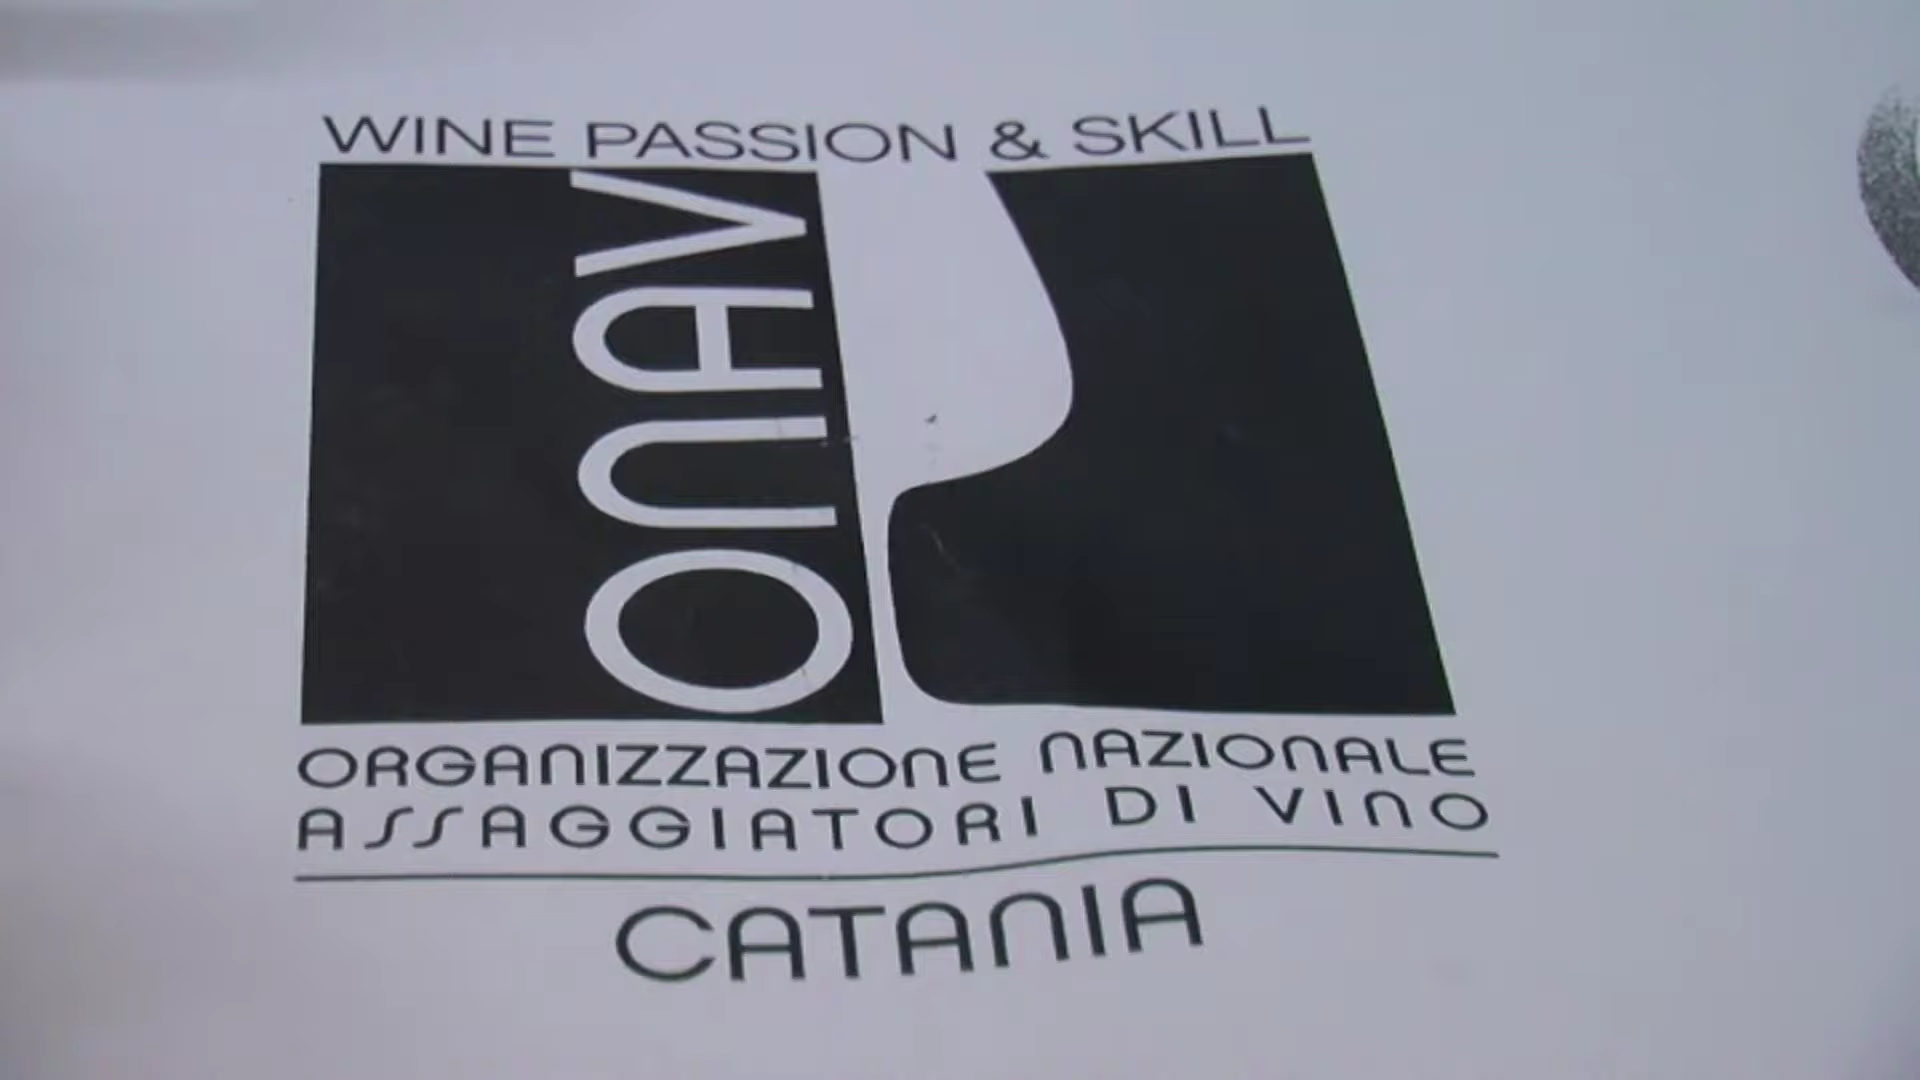 WINE PASSION & SKILL
ONAV
ORGANIZZAZIONE NAZIONALE
ASSAGGIATORI DI VINO
CATANIA